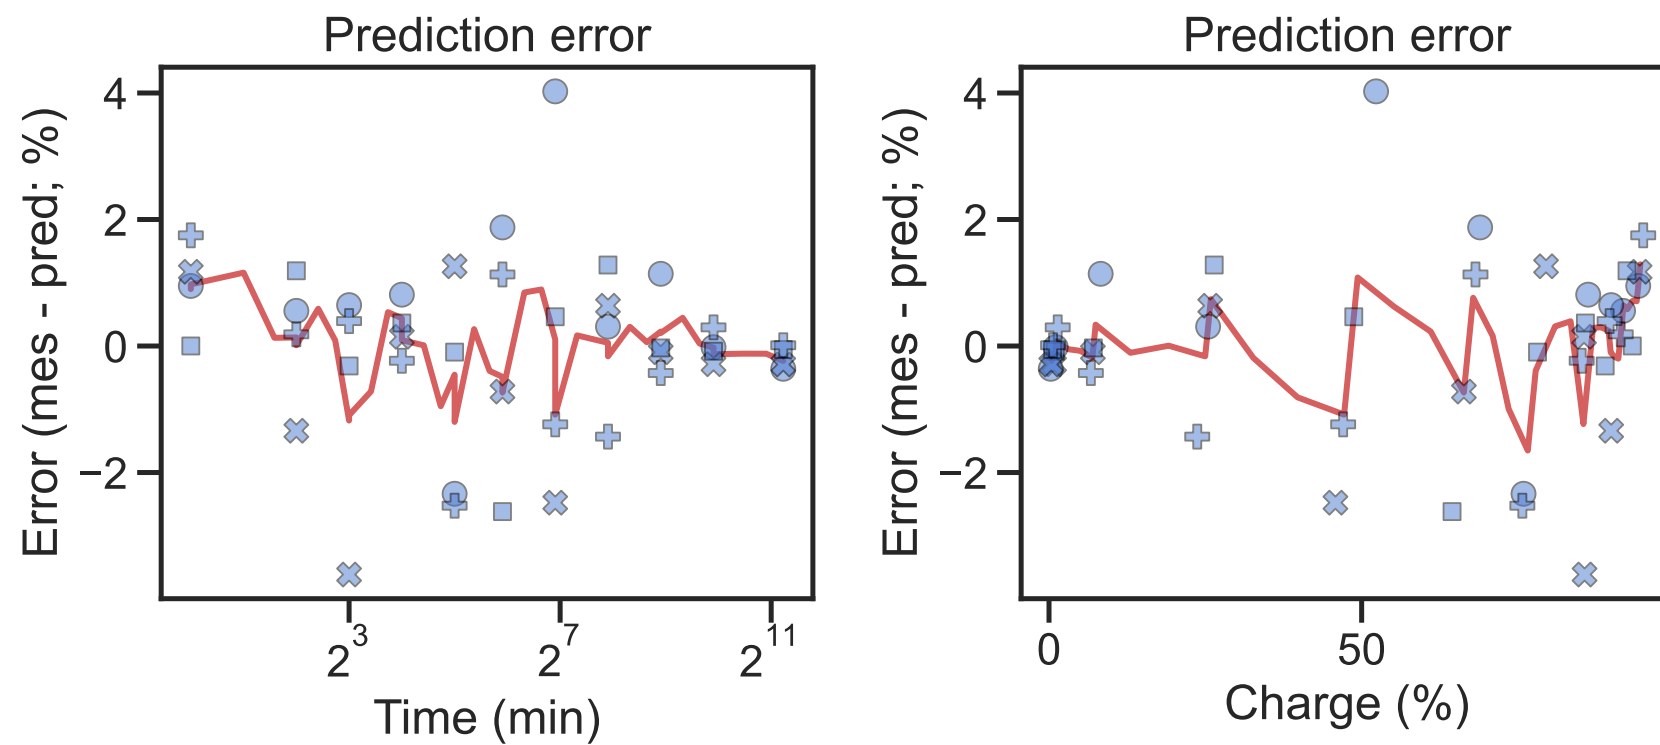 Prediction error
Error (mes - pred; %)
4
2
0
−2
2^3
2^7
2^11
Time (min)
Prediction error
Error (mes - pred; %)
4
2
0
−2
0
50
Charge (%)